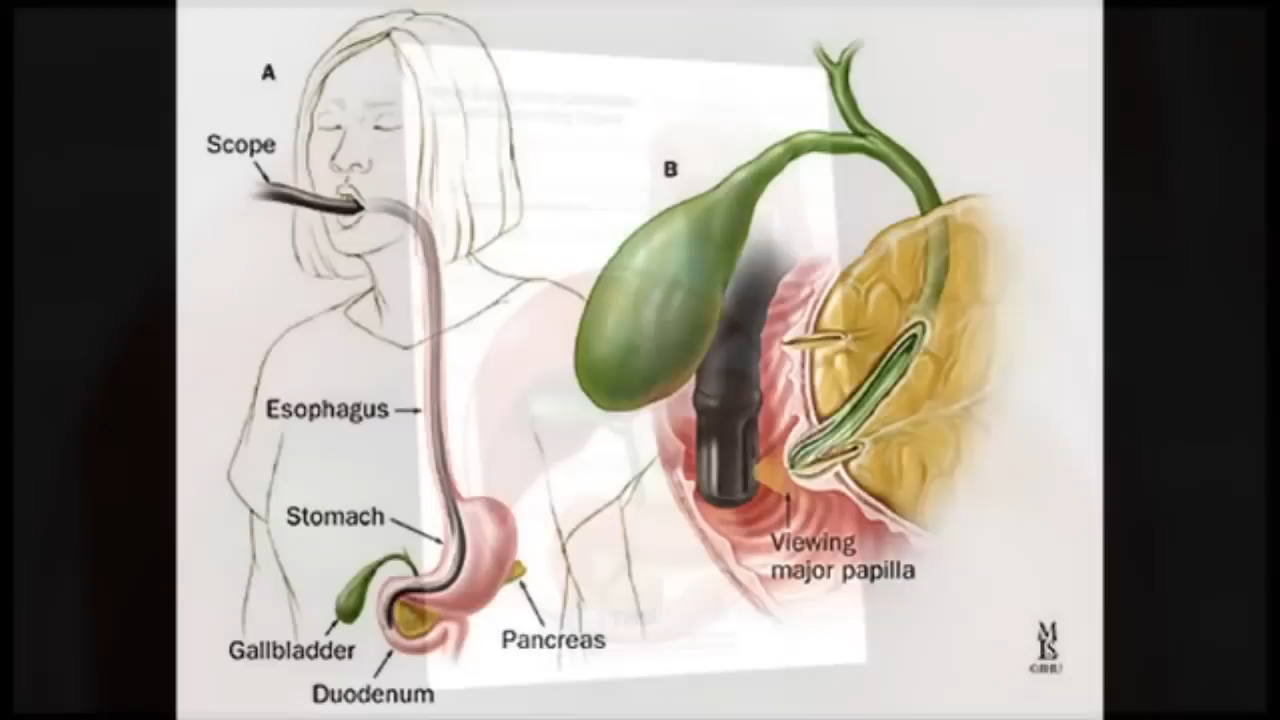 A
Scope
Esophagus
Stomach
Gallbladder
Duodenum
Pancreas
B
Viewing
major papilla